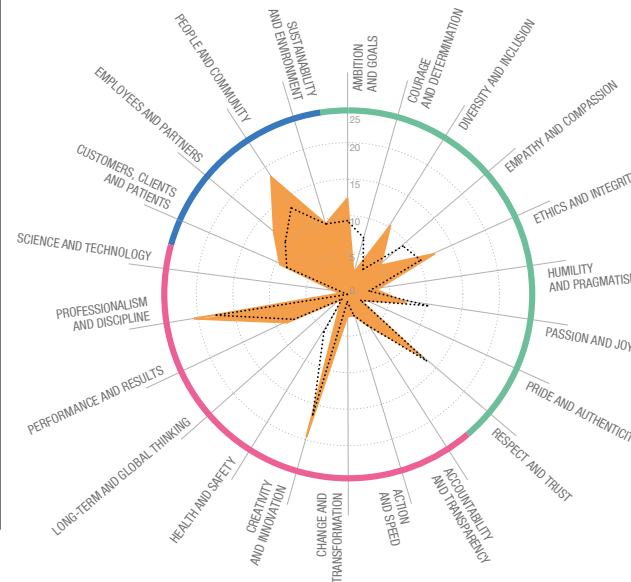 AMBITION
AND GOALS
COURAGE
AND DETERMINATION
DIVERSITY AND INCLUSION
EMPATHY AND COMPASSION
ETHICS AND INTEGRIT
HUMILITY
AND PRAGMATISM
PASSION AND JOY
PRIDE AND AUTHENTICIT
RESPECT AND TRUST
ACCOUNTABILITY
AND TRANSPARENCY
ACTION
AND SPEED
CHANGE AND
TRANSFORMATION
CREATIVITY
AND INNOVATION
HEALTH AND SAFETY
LONG-TERM AND GLOBAL THINKING
PERFORMANCE AND RESULTS
PROFESSIONALISM
AND DISCIPLINE
SCIENCE AND TECHNOLOGY
CUSTOMERS, CLIENTS
AND PATIENTS
EMPLOYEES AND PARTNERS
PEOPLE AND COMMUNITY
SUSTAINABILITY
AND ENVIRONMENT
25
20
15
10
5
0